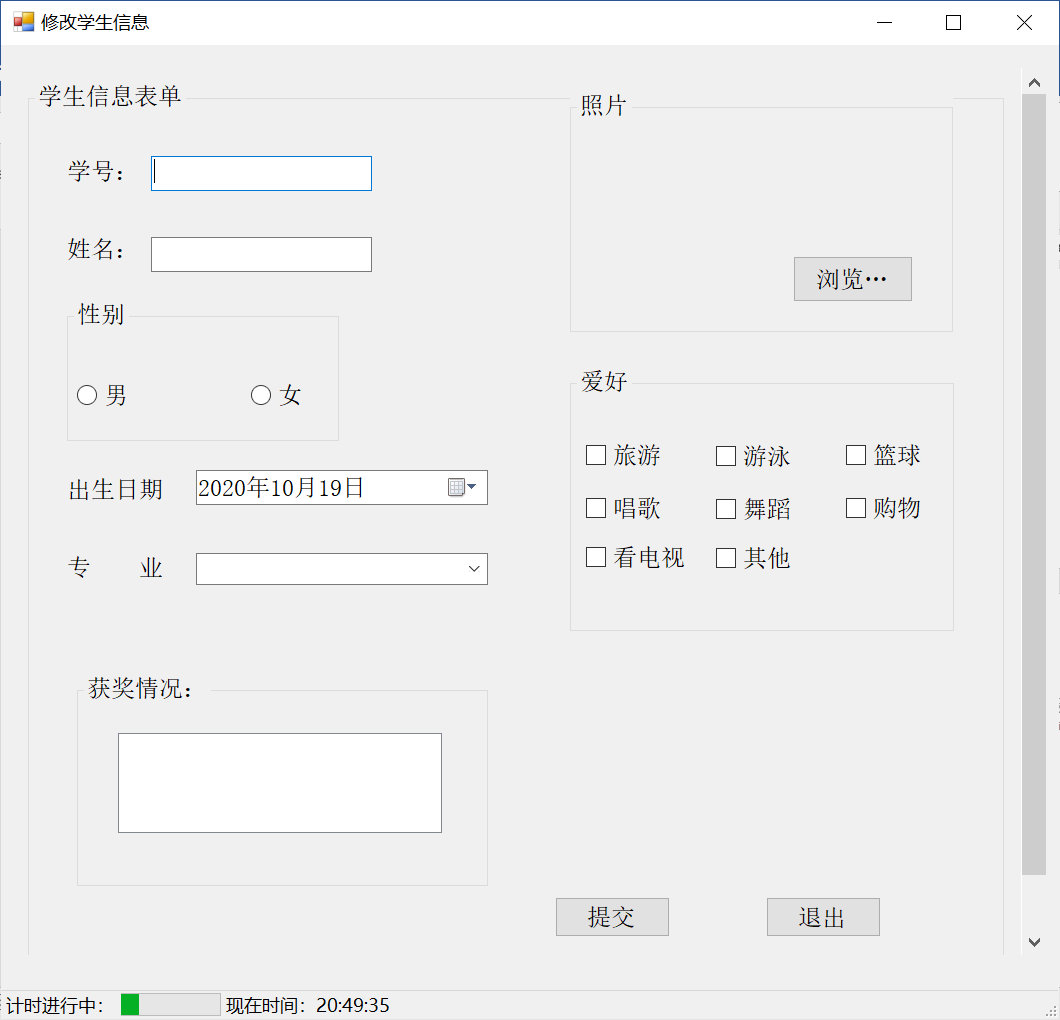 修改学生信息
学生信息表单
照片
学号：
姓名：
浏览…
性别
男 女
爱好
旅游 游泳 篮球
出生日期 2020年10月19日
唱歌 舞蹈 购物
专 业
看电视 其他
获奖情况：
提交 退出
计时进行中： 现在时间：20:49:35